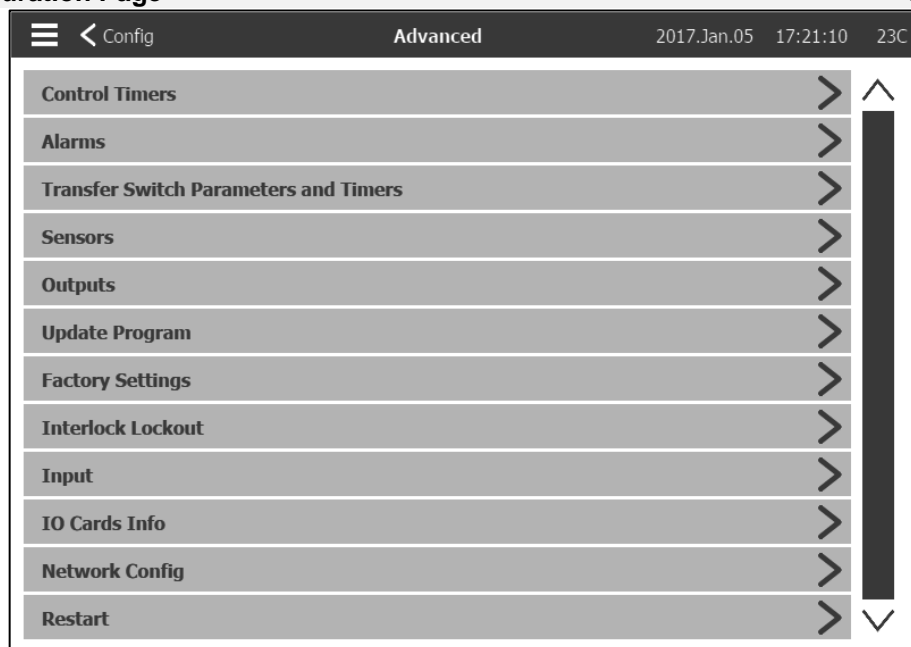 Config Advanced 2017.Jan.05 17:21:10 23C
Control Timers
Alarms
Transfer Switch Parameters and Timers
Sensors
Outputs
Update Program
Factory Settings
Interlock Lockout
Input
IO Cards Info
Network Config
Restart